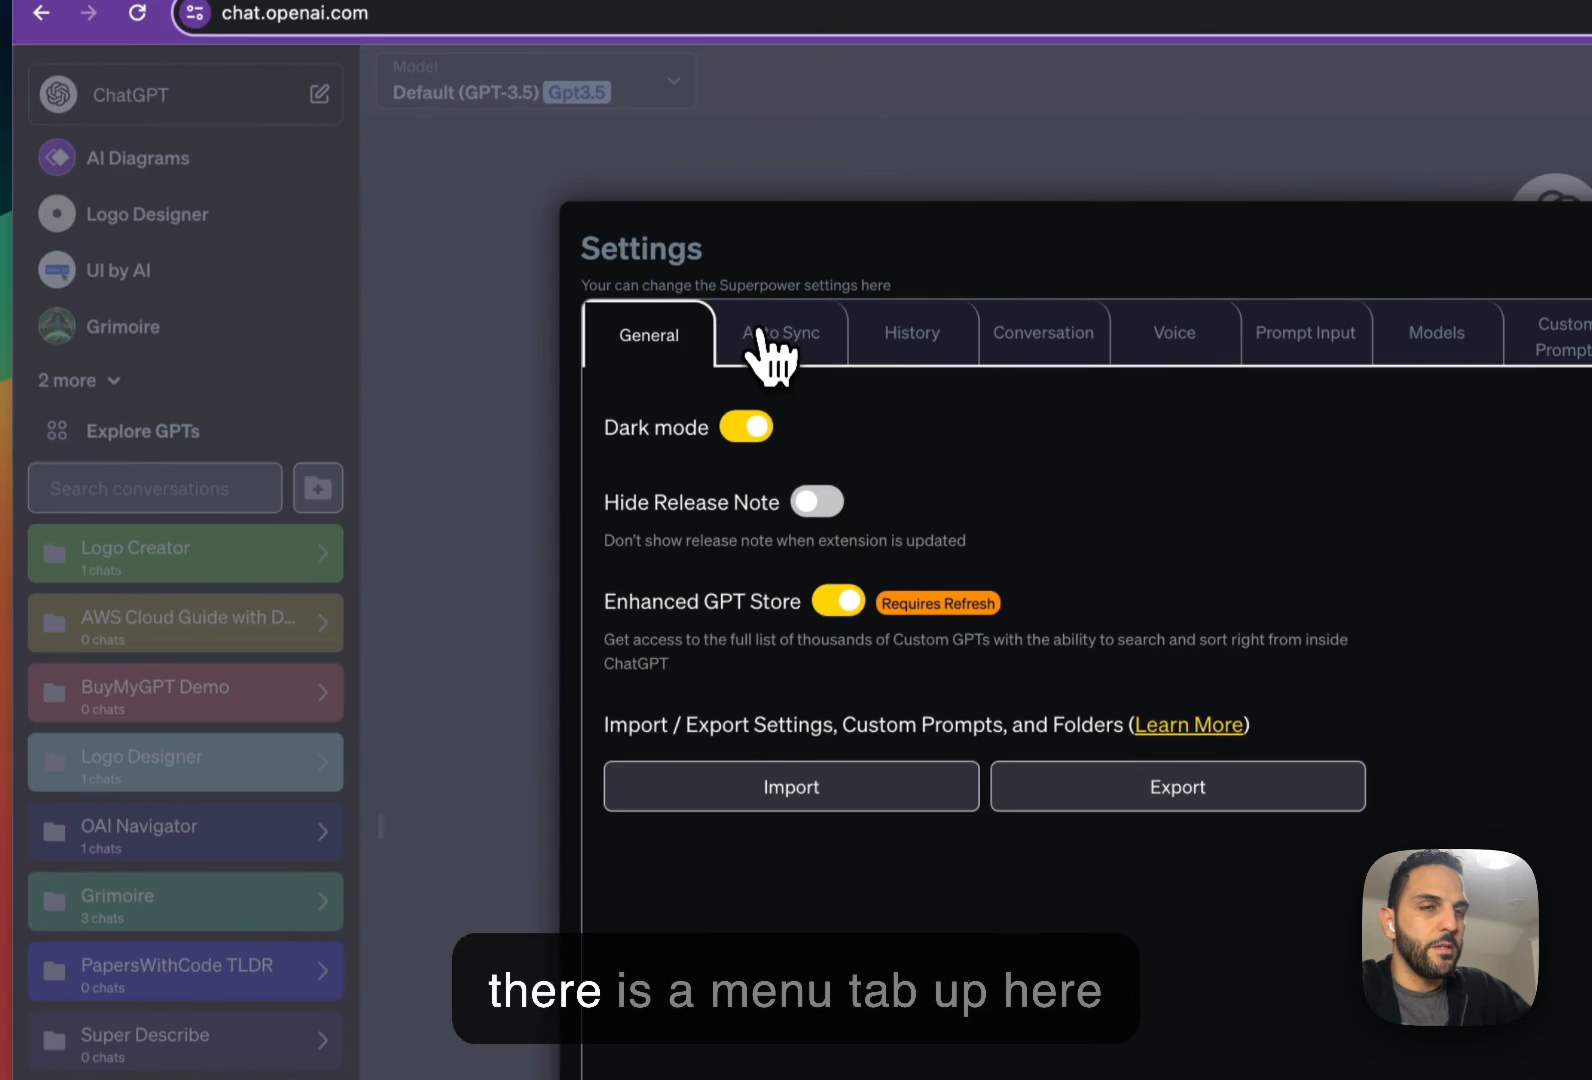 chat.openai.com
ChatGPT
AI Diagrams
Logo Designer
UI by AI
Grimoire
2 more
Explore GPTs
Search conversations
Logo Creator
1 chats
AWS Cloud Guide with D...
0 chats
BuyMyGPT Demo
0 chats
Logo Designer
1 chats
OAI Navigator
1 chats
Grimoire
3 chats
PapersWithCode TLDR
0 chats
Super Describe
0 chats
Model
Default (GPT-3.5) Gpt3.5
Settings
Your can change the Superpower settings here
General
Sync
History
Conversation
Voice
Prompt Input
Models
Prompt
Dark mode
Hide Release Note
Don't show release note when extension is updated
Enhanced GPT Store Requires Refresh
Get access to the full list of thousands of Custom GPTs with the ability to search and sort right from inside
ChatGPT
Import / Export Settings, Custom Prompts, and Folders (Learn More)
Import
Export
there is a menu tab up here